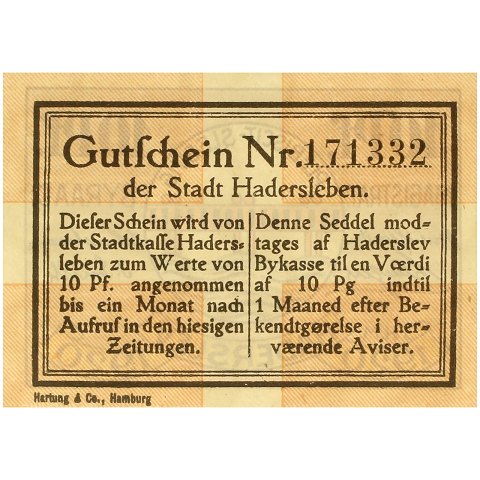 Gutſchein Nr. 171332
der Stadt Hadersleben.
Dieſer Schein wird von
der Stadtkaſſe Haders-
leben zum Werte von
10 Pf. angenommen
bis ein Monat nach
Aufruf in den hieſigen
Zeitungen.
Denne Seddel mod-
tages af Haderslev
Bykasse til en Værdi
af 10 Pg indtil
1 Maaned efter Be-
kendtgørelse i her-
værende Aviser.
Hartung & Co., Hamburg